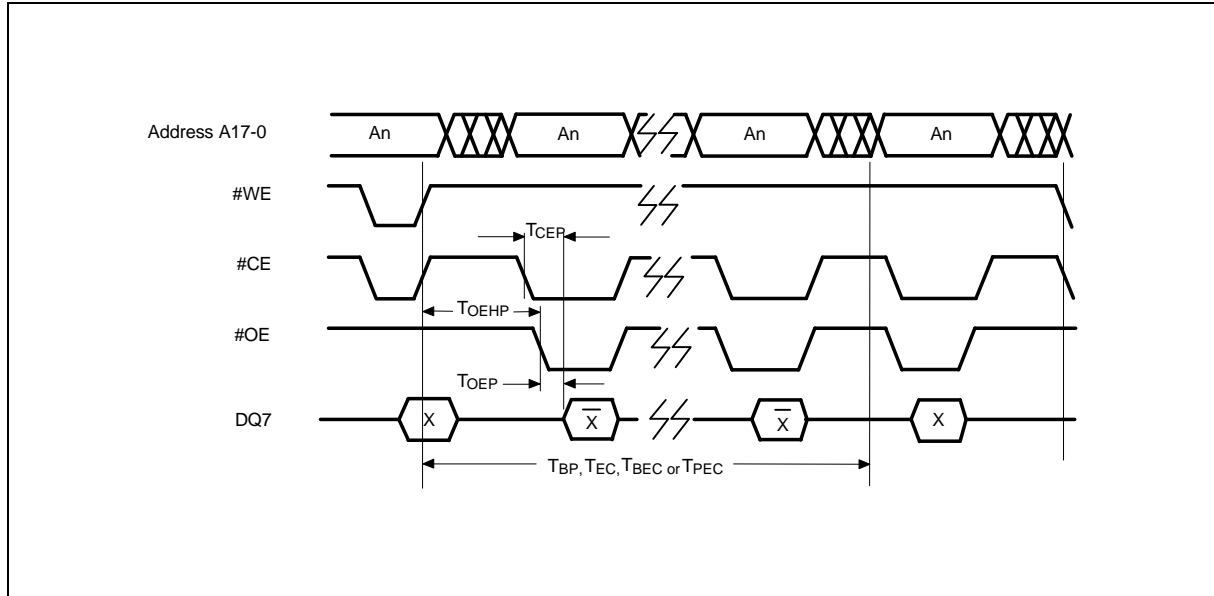 Address A17-0 An An An An
#WE
TCEP
#CE
TOEHP
#OE
TOEP
DQ7 X X̅ X̅ X
TBP, TEC, TBEC or TPEC